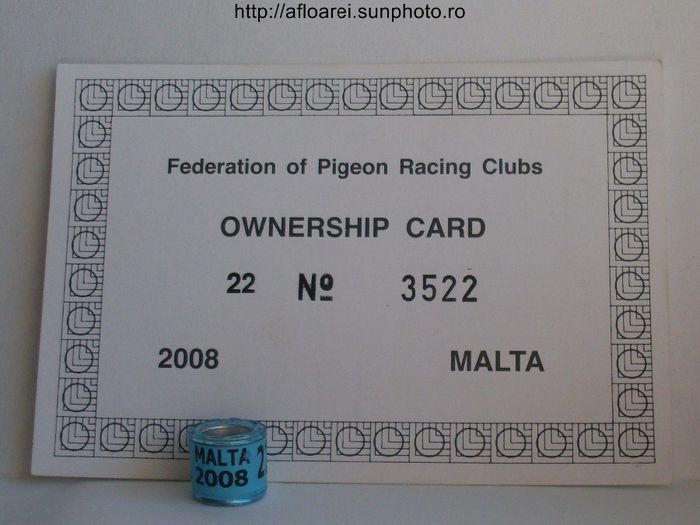 http://afloarei.sunphoto.ro
Federation of Pigeon Racing Clubs
OWNERSHIP CARD
22 Nº 3522
2008 MALTA
MALTA
2008